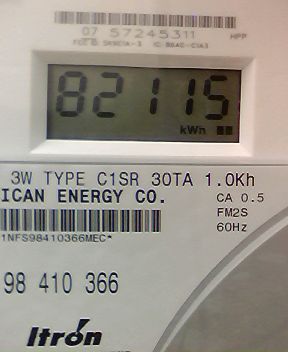 07 57245311 HPP
82115
kWh
3W TYPE C1SR 30TA 1.0Kh
ICAN ENERGY CO. CA 0.5
FM2S
60Hz
1NFS98410366MEC*
98 410 366
Itron